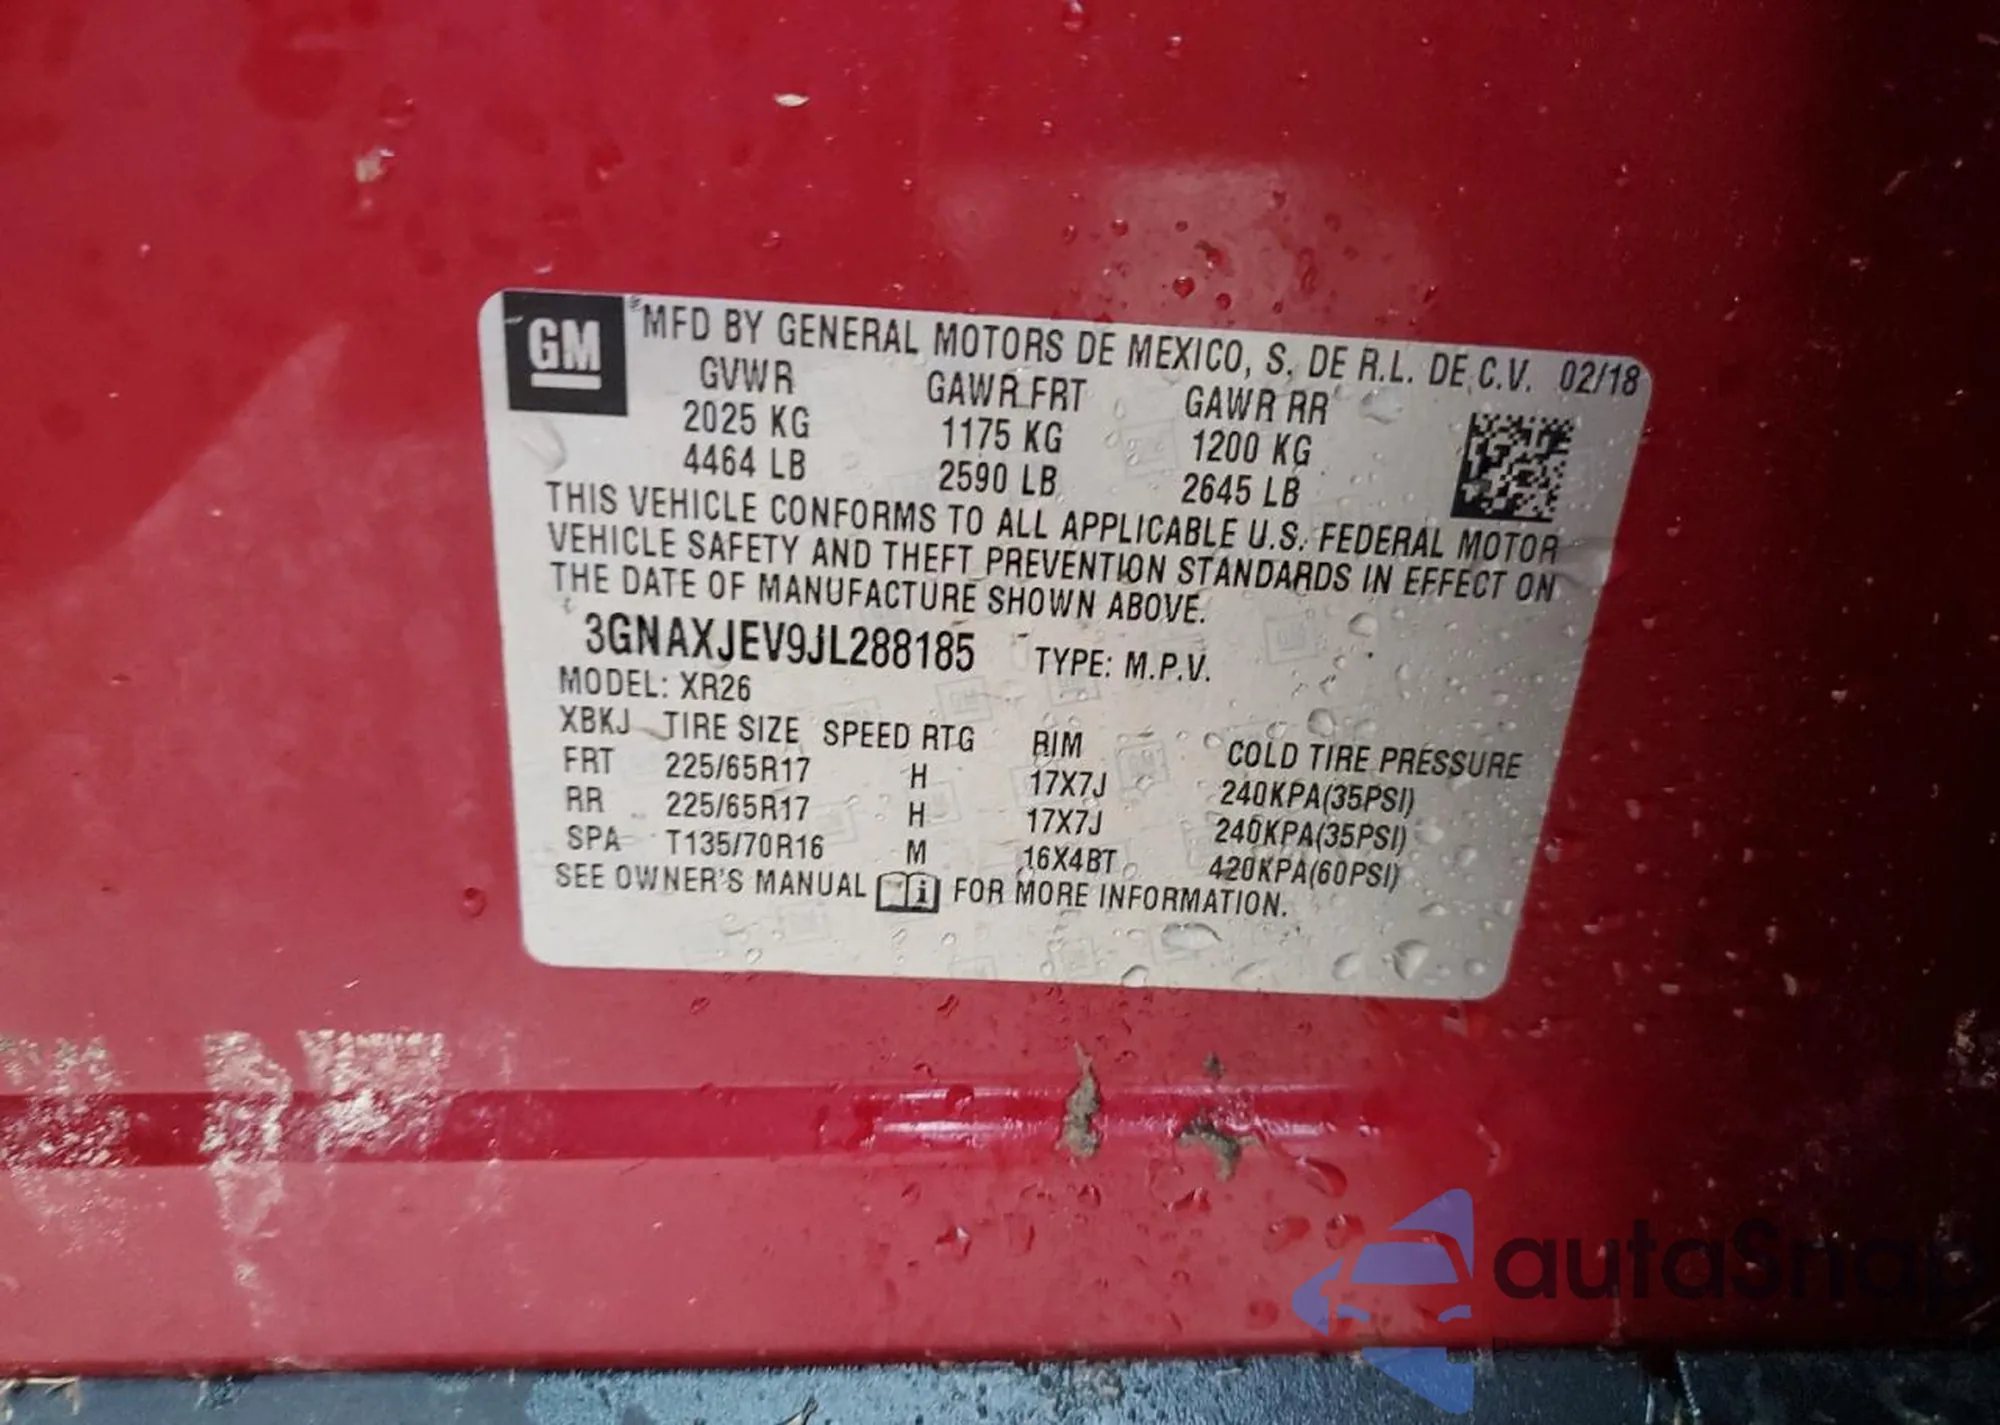 GM
MFD BY GENERAL MOTORS DE MEXICO, S. DE R.L. DE C.V. 02/18
GVWR GAWR FRT GAWR RR
2025 KG 1175 KG 1200 KG
4464 LB 2590 LB 2645 LB
THIS VEHICLE CONFORMS TO ALL APPLICABLE U.S. FEDERAL MOTOR
VEHICLE SAFETY AND THEFT PREVENTION STANDARDS IN EFFECT ON
THE DATE OF MANUFACTURE SHOWN ABOVE.
3GNAXJEV9JL288185 TYPE: M.P.V.
MODEL: XR26
XBKJ TIRE SIZE SPEED RTG RIM COLD TIRE PRESSURE
FRT 225/65R17 H 17X7J 240KPA(35PSI)
RR 225/65R17 H 17X7J 240KPA(35PSI)
SPA T135/70R16 M 16X4BT 420KPA(60PSI)
SEE OWNER'S MANUAL i FOR MORE INFORMATION.
autaSnap